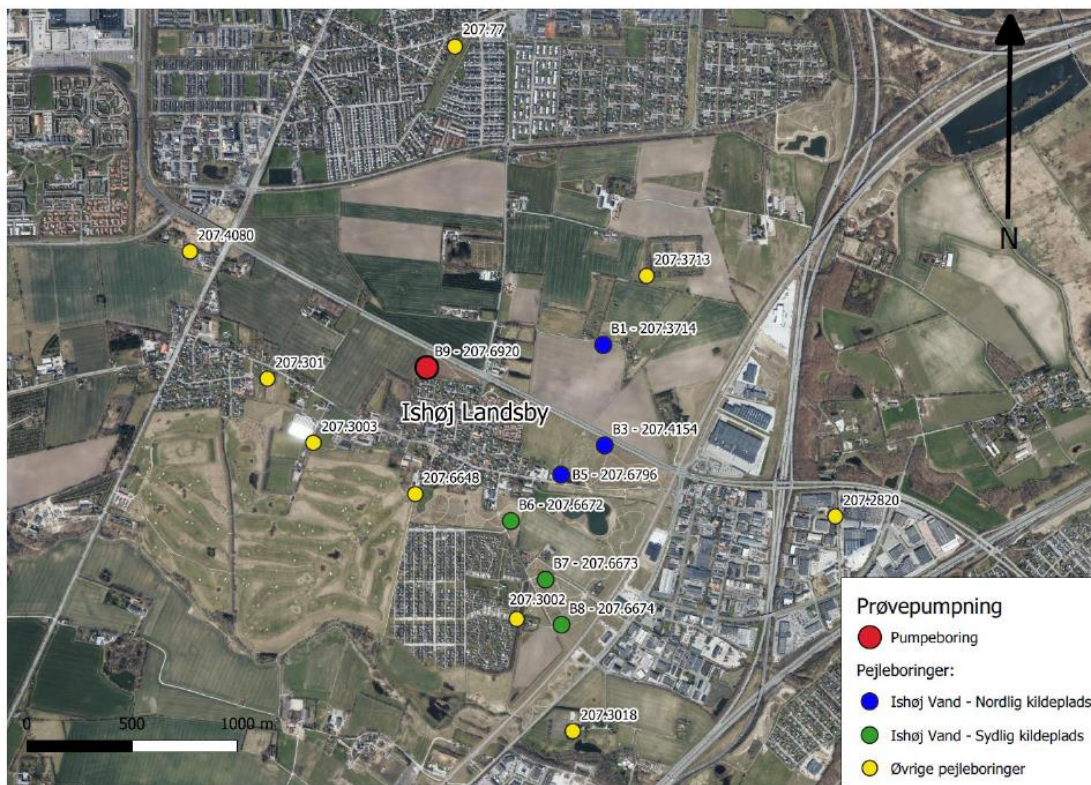 207.77
N
207.4080
207.3713
B1 - 207.3714
B9 - 207.6920
207.301
Ishøj Landsby
207.3003
B3 - 207.4154
207.6648
B5 - 207.6796
B6 - 207.6672
207.2820
B7 - 207.6673
207.3002
B8 - 207.6674
207.3018
0 500 1000 m
Prøvepumpning
Pumpeboring
Pejleboringer:
Ishøj Vand - Nordlig kildeplads
Ishøj Vand - Sydlig kildeplads
Øvrige pejleboringer